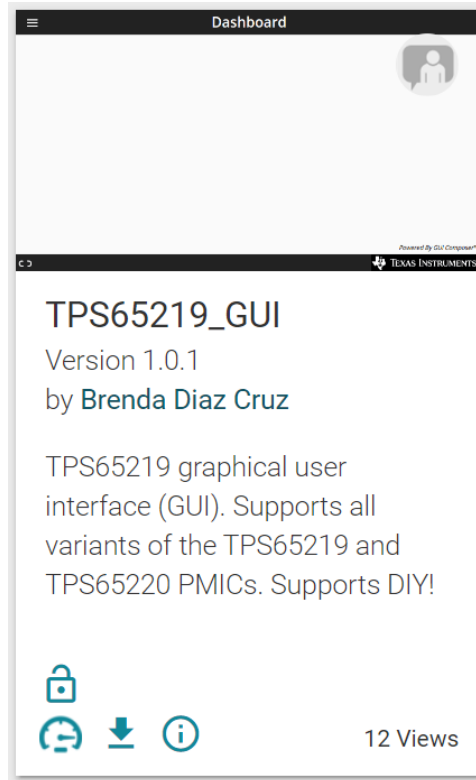 Dashboard
Powered By GUI Composer®
TEXAS INSTRUMENTS
TPS65219_GUI
Version 1.0.1
by Brenda Diaz Cruz
TPS65219 graphical user
interface (GUI). Supports all
variants of the TPS65219 and
TPS65220 PMICs. Supports DIY!
12 Views